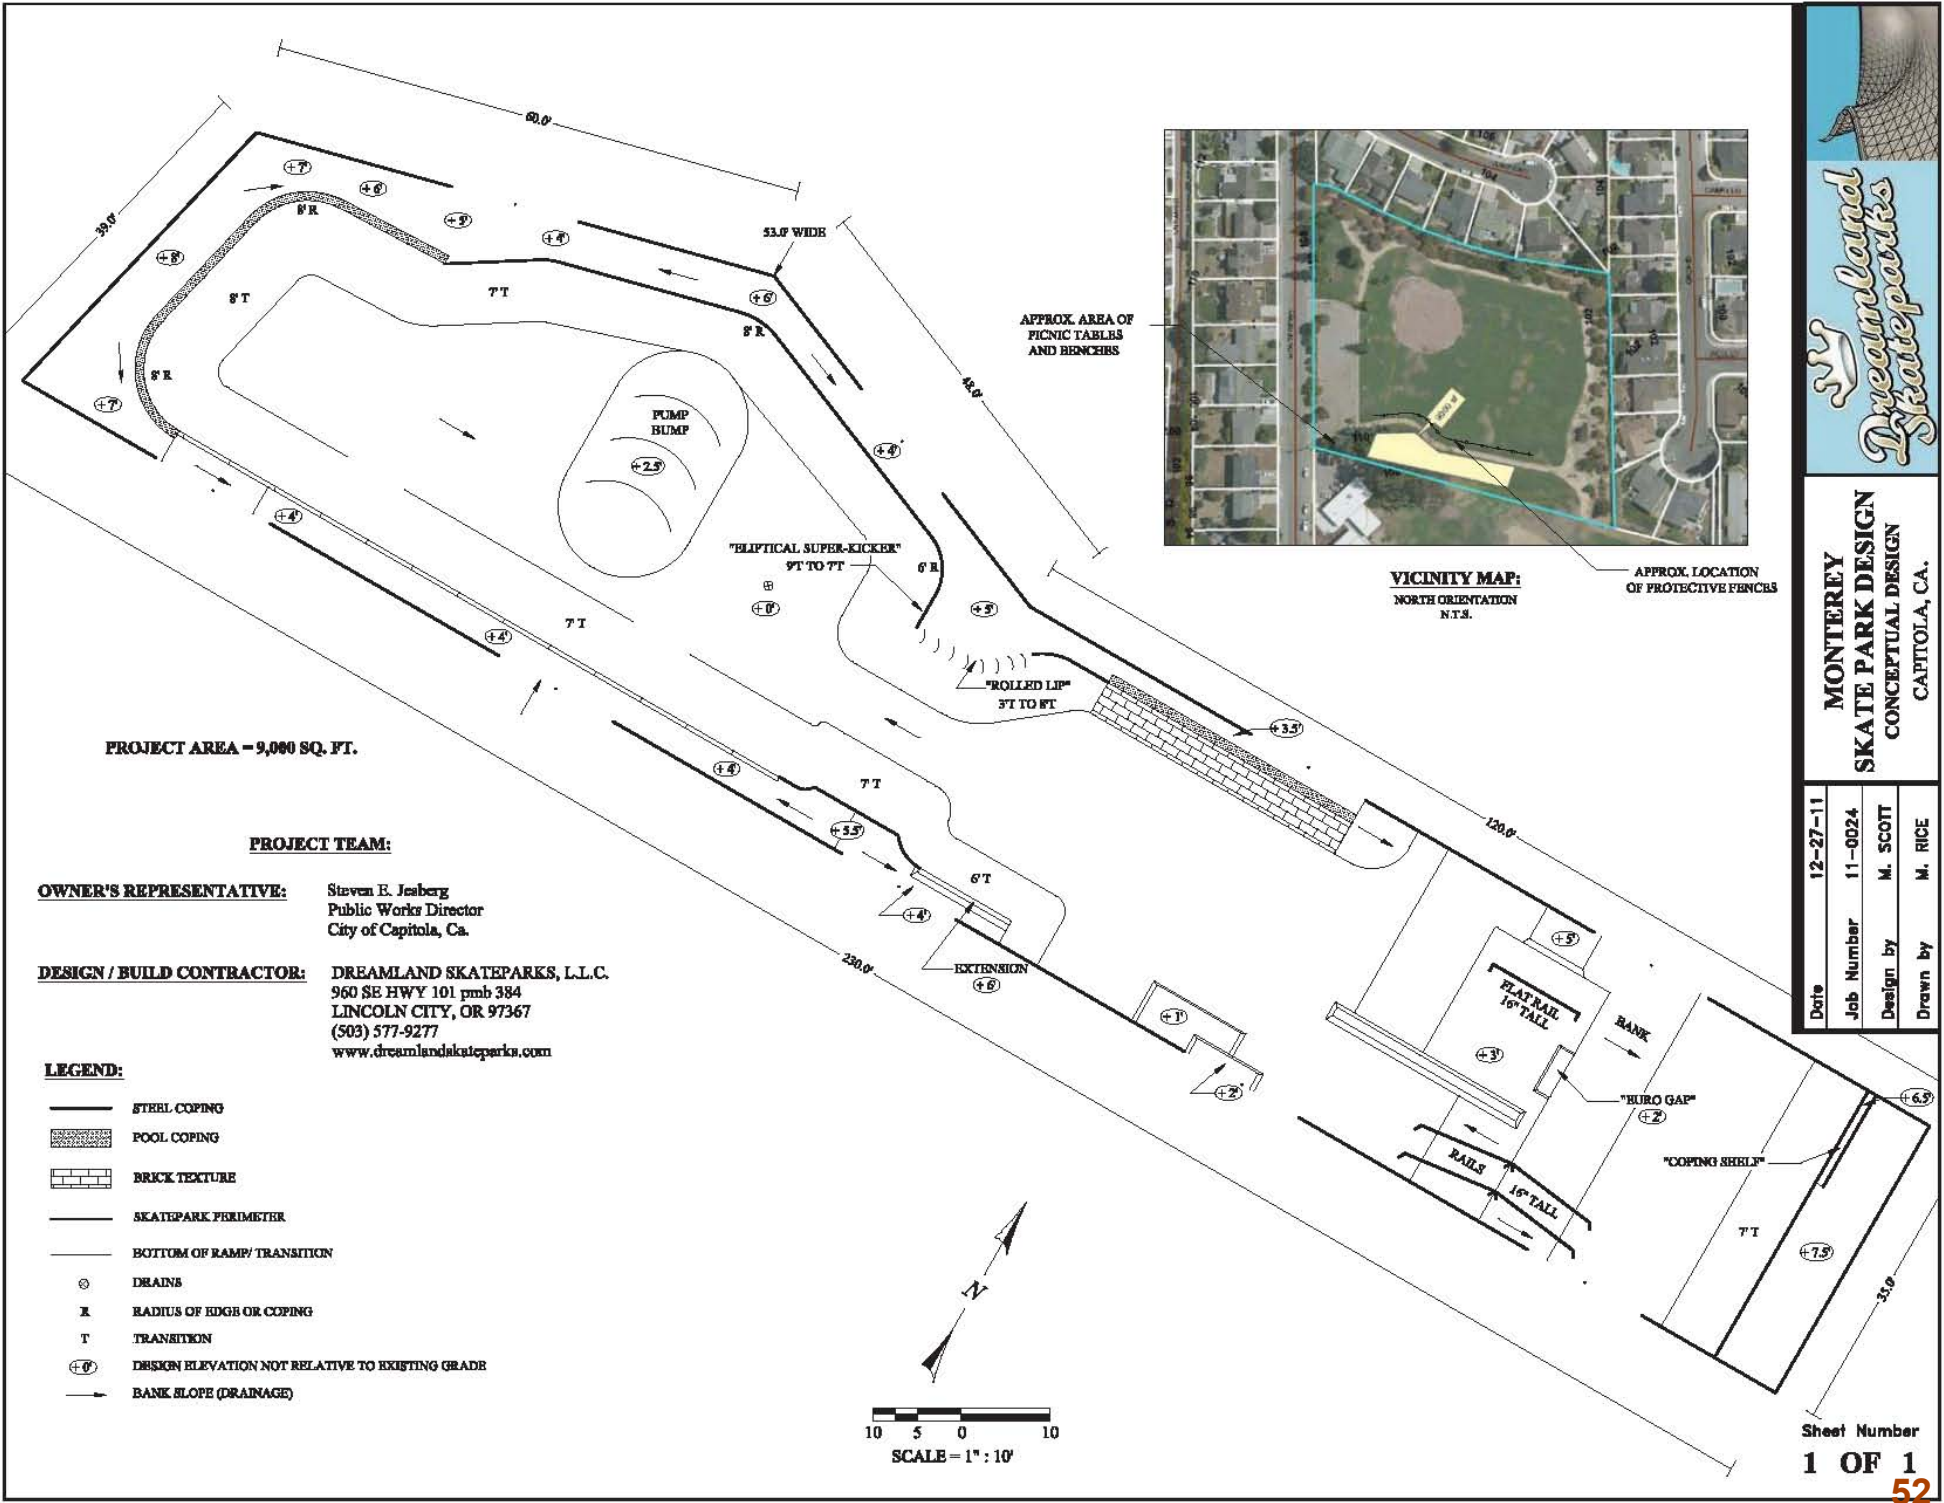 60.0'
39.0'
+7'
+6'
8' R
+5'
+4'
53.0' WIDE
+8'
8' T
7' T
+6'
8' R
48.0'
8' R
+7'
PUMP
BUMP
+2.5'
+4'
+4'
"ELIPTICAL SUPER-KICKER"
9'T TO 7'T
6' R
+0'
+5'
7' T
+4'
"ROLLED LIP"
3'T TO 8'T
+3.5'
+4'
7' T
+5.5'
120.0'
6' T
+4'
230.0'
EXTENSION
+6'
+5'
FLAT RAIL
16" TALL
BANK
+1'
+3'
+2'
"EURO GAP"
+2'
+6.5'
RAILS
16" TALL
"COPING SHELF"
7' T
+7.5'
35.0'
APPROX. AREA OF
PICNIC TABLES
AND BENCHES
9000 sf
VICINITY MAP:
NORTH ORIENTATION
N.T.S.
APPROX. LOCATION
OF PROTECTIVE FENCES
PROJECT AREA = 9,000 SQ. FT.
PROJECT TEAM:
OWNER'S REPRESENTATIVE:
Steven E. Jesberg
Public Works Director
City of Capitola, Ca.
DESIGN / BUILD CONTRACTOR:
DREAMLAND SKATEPARKS, L.L.C.
960 SE HWY 101 pmb 384
LINCOLN CITY, OR 97367
(503) 577-9277
www.dreamlandskateparks.com
LEGEND:
STEEL COPING
POOL COPING
BRICK TEXTURE
SKATEPARK PERIMETER
BOTTOM OF RAMP/ TRANSITION
DRAINS
R RADIUS OF EDGE OR COPING
T TRANSITION
+0' DESIGN ELEVATION NOT RELATIVE TO EXISTING GRADE
BANK SLOPE (DRAINAGE)
N
10 5 0 10
SCALE = 1" : 10'
Dreamland
Skateparks
MONTEREY
SKATE PARK DESIGN
CONCEPTUAL DESIGN
CAPITOLA, CA.
Date 12-27-11
Job Number 11-0024
Design by M. SCOTT
Drawn by M. RICE
Sheet Number
1 OF 1
52